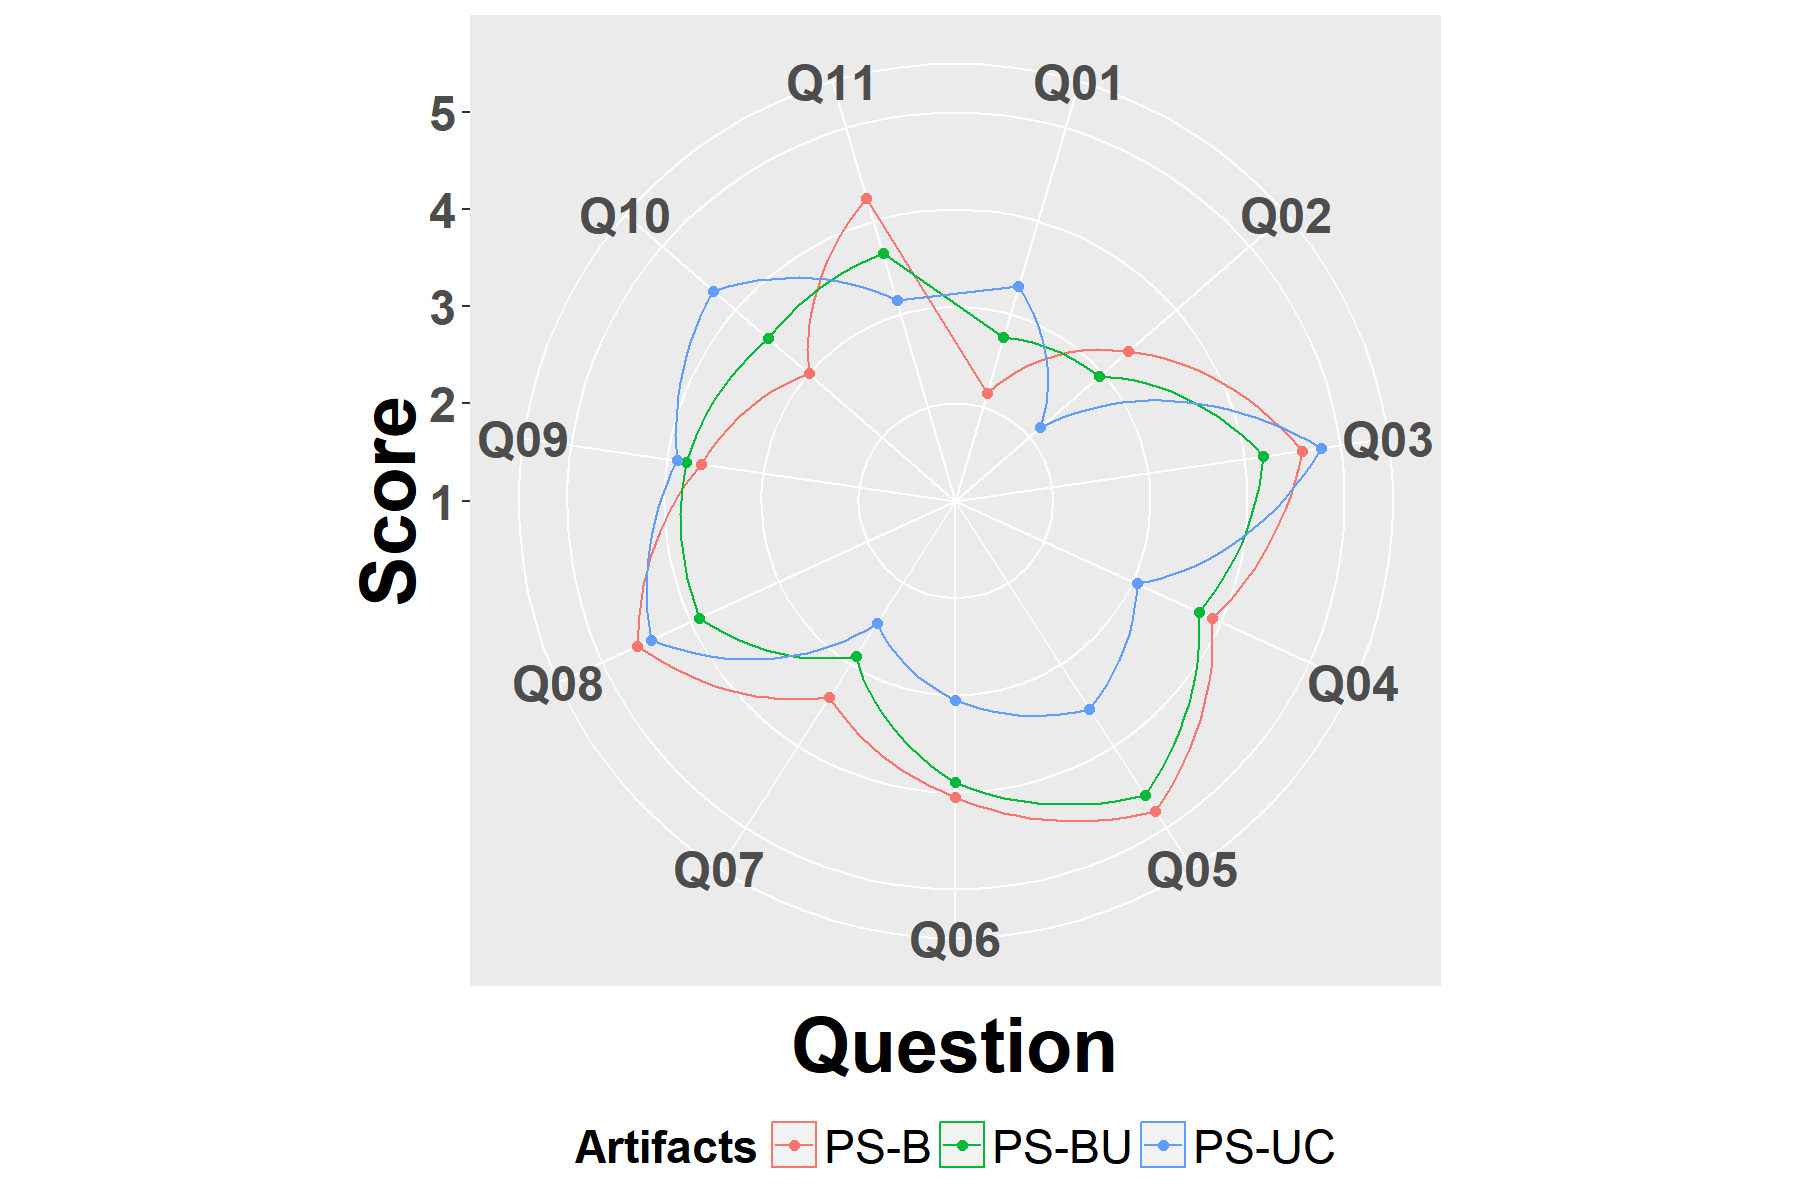 Q11
Q01
5
4
Q10
Q02
3
2
Score
Q09
Q03
1
Q08
Q04
Q07
Q05
Q06
Question
Artifacts PS-B PS-BU PS-UC